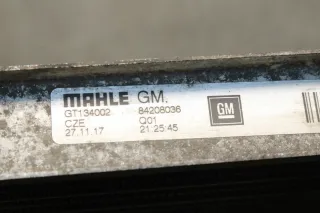 MAHLE GM.
GT134002 84208036
CZE Q01
27.11.17 21:25:45
GM